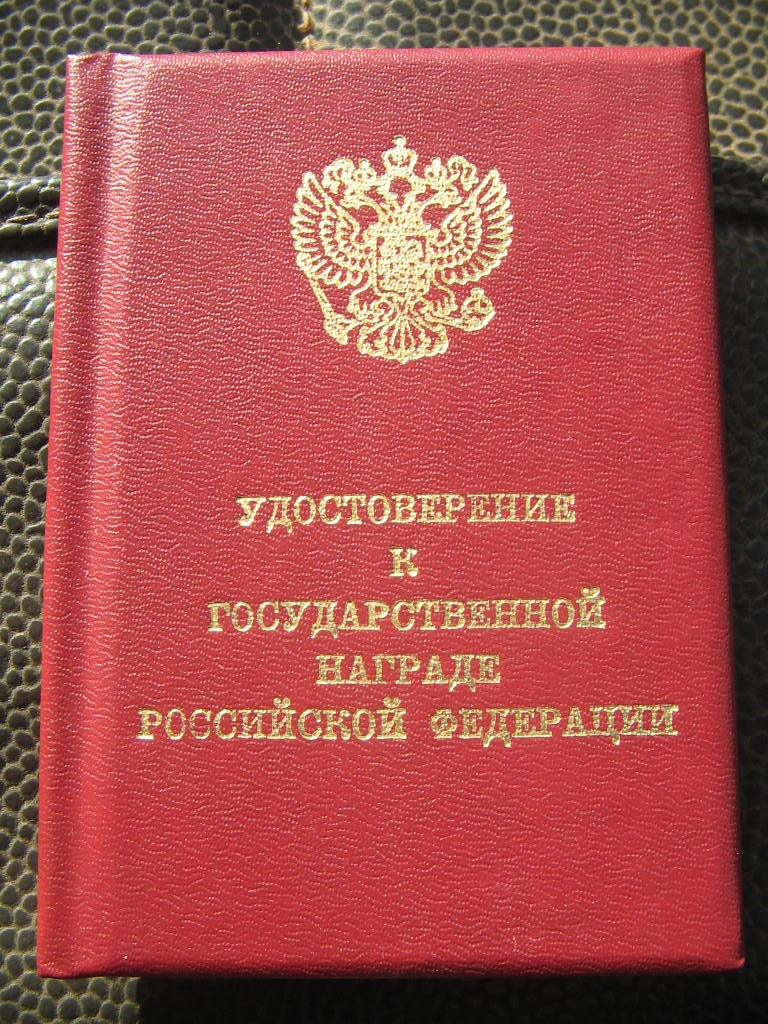 УДОСТОВЕРЕНИЕ
К
ГОСУДАРСТВЕННОЙ
НАГРАДЕ
РОССИЙСКОЙ ФЕДЕРАЦИИ